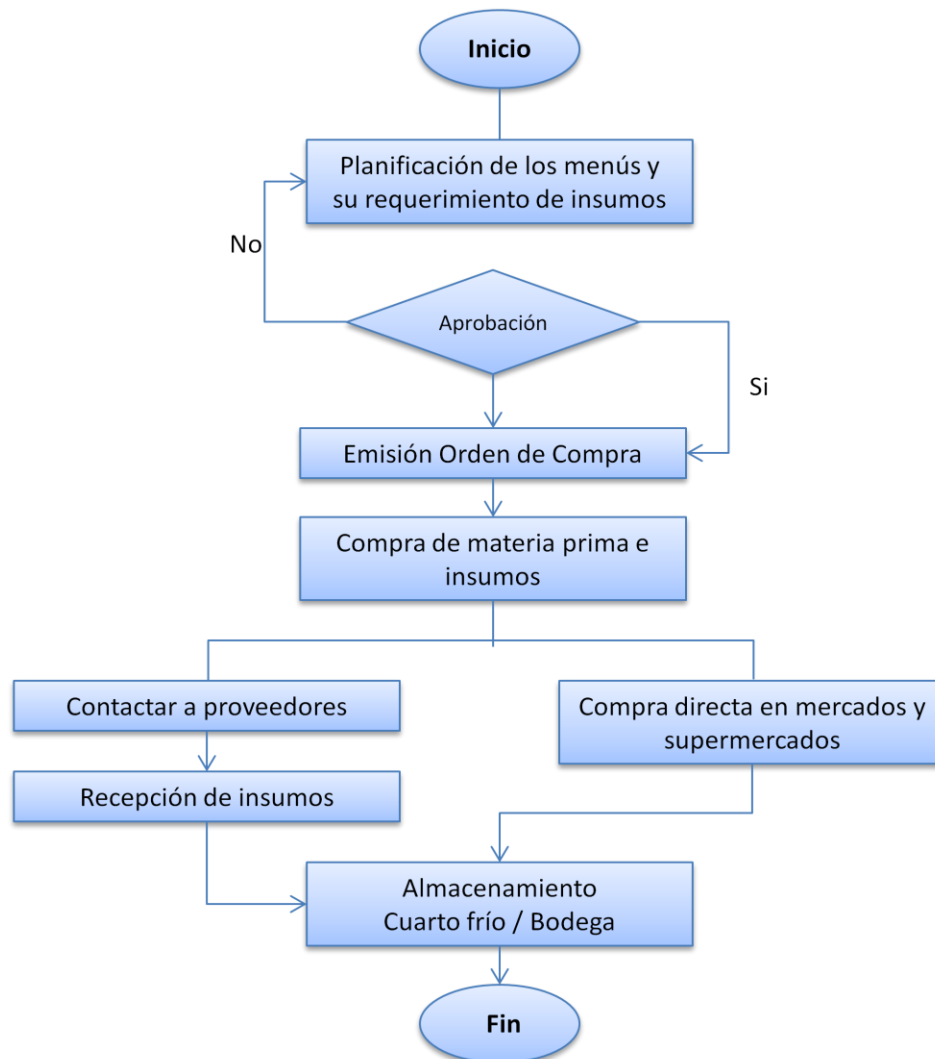 Inicio
Planificación de los menús y
su requerimiento de insumos
No
Aprobación
Si
Emisión Orden de Compra
Compra de materia prima e
insumos
Contactar a proveedores
Compra directa en mercados y
supermercados
Recepción de insumos
Almacenamiento
Cuarto frío / Bodega
Fin